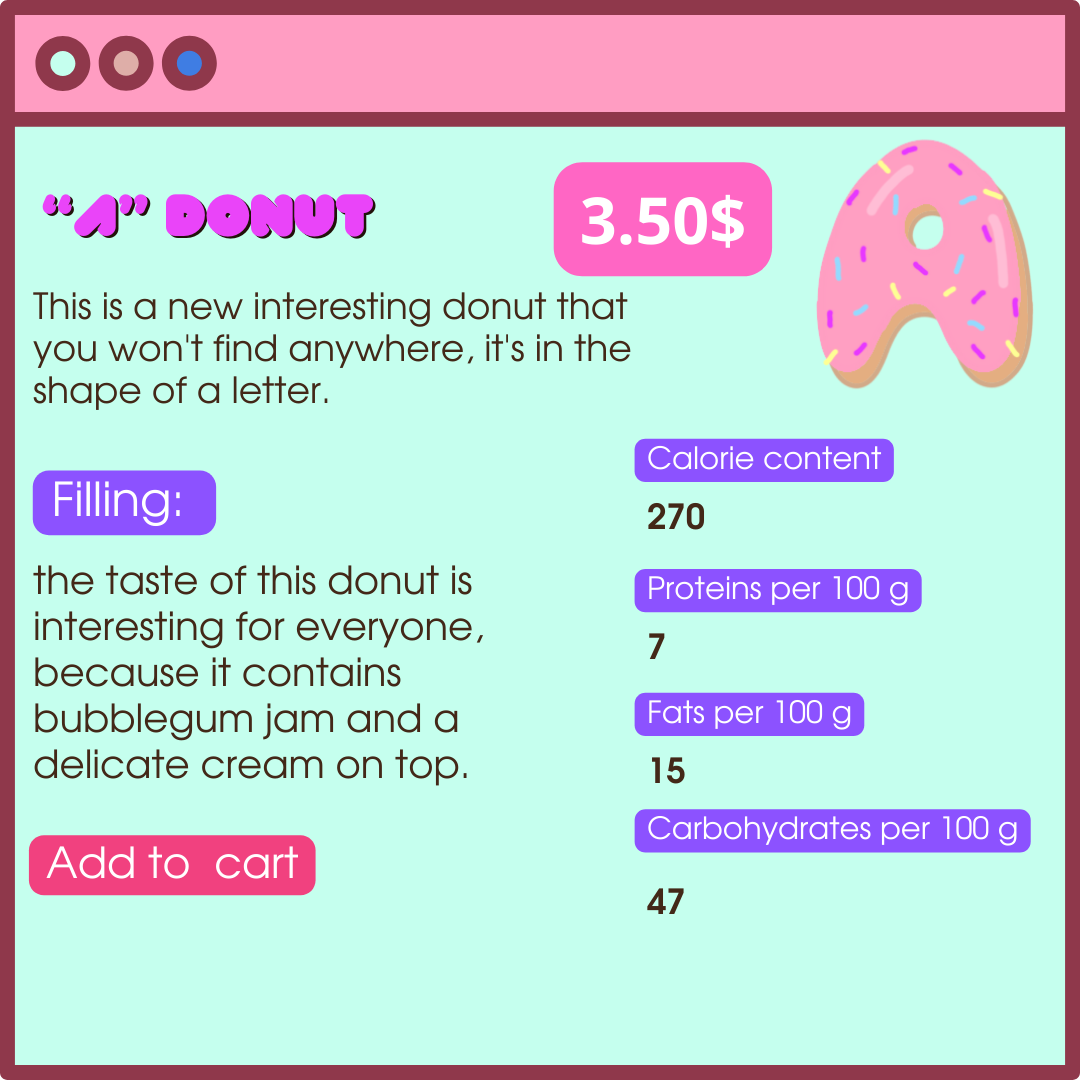 “A” DONUT
3.50$
This is a new interesting donut that
you won't find anywhere, it's in the
shape of a letter.
Filling:
the taste of this donut is
interesting for everyone,
because it contains
bubblegum jam and a
delicate cream on top.
Add to  cart
Calorie content
270
Proteins per 100 g
7
Fats per 100 g
15
Carbohydrates per 100 g
47